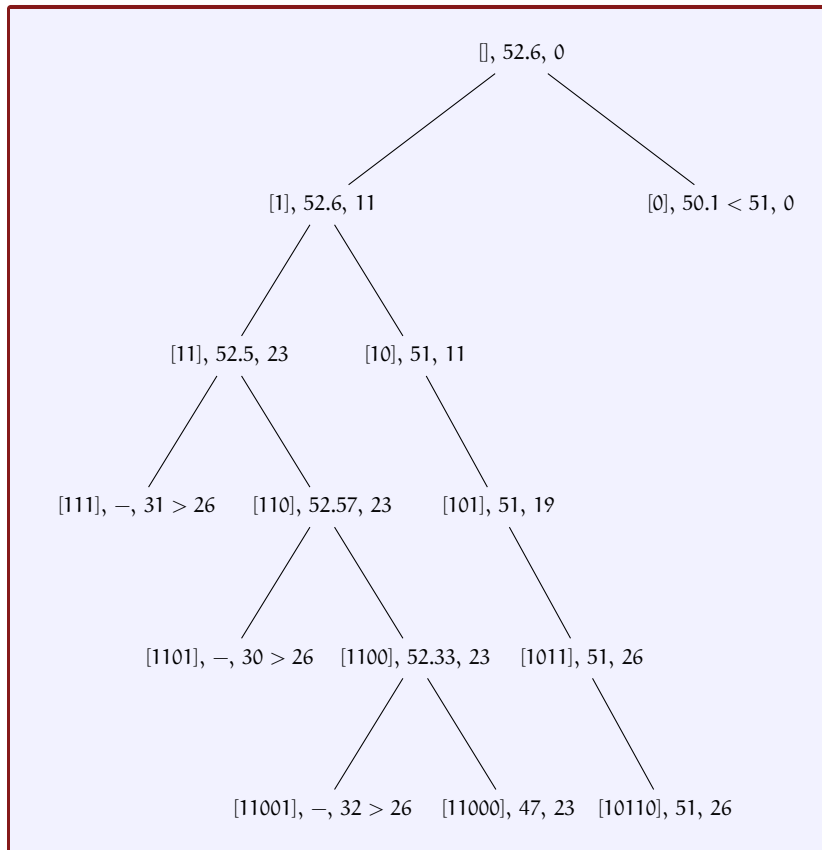 [], 52.6, 0
[1], 52.6, 11 [0], 50.1 < 51, 0
[11], 52.5, 23 [10], 51, 11
[111], −, 31 > 26 [110], 52.57, 23 [101], 51, 19
[1101], −, 30 > 26 [1100], 52.33, 23 [1011], 51, 26
[11001], −, 32 > 26 [11000], 47, 23 [10110], 51, 26